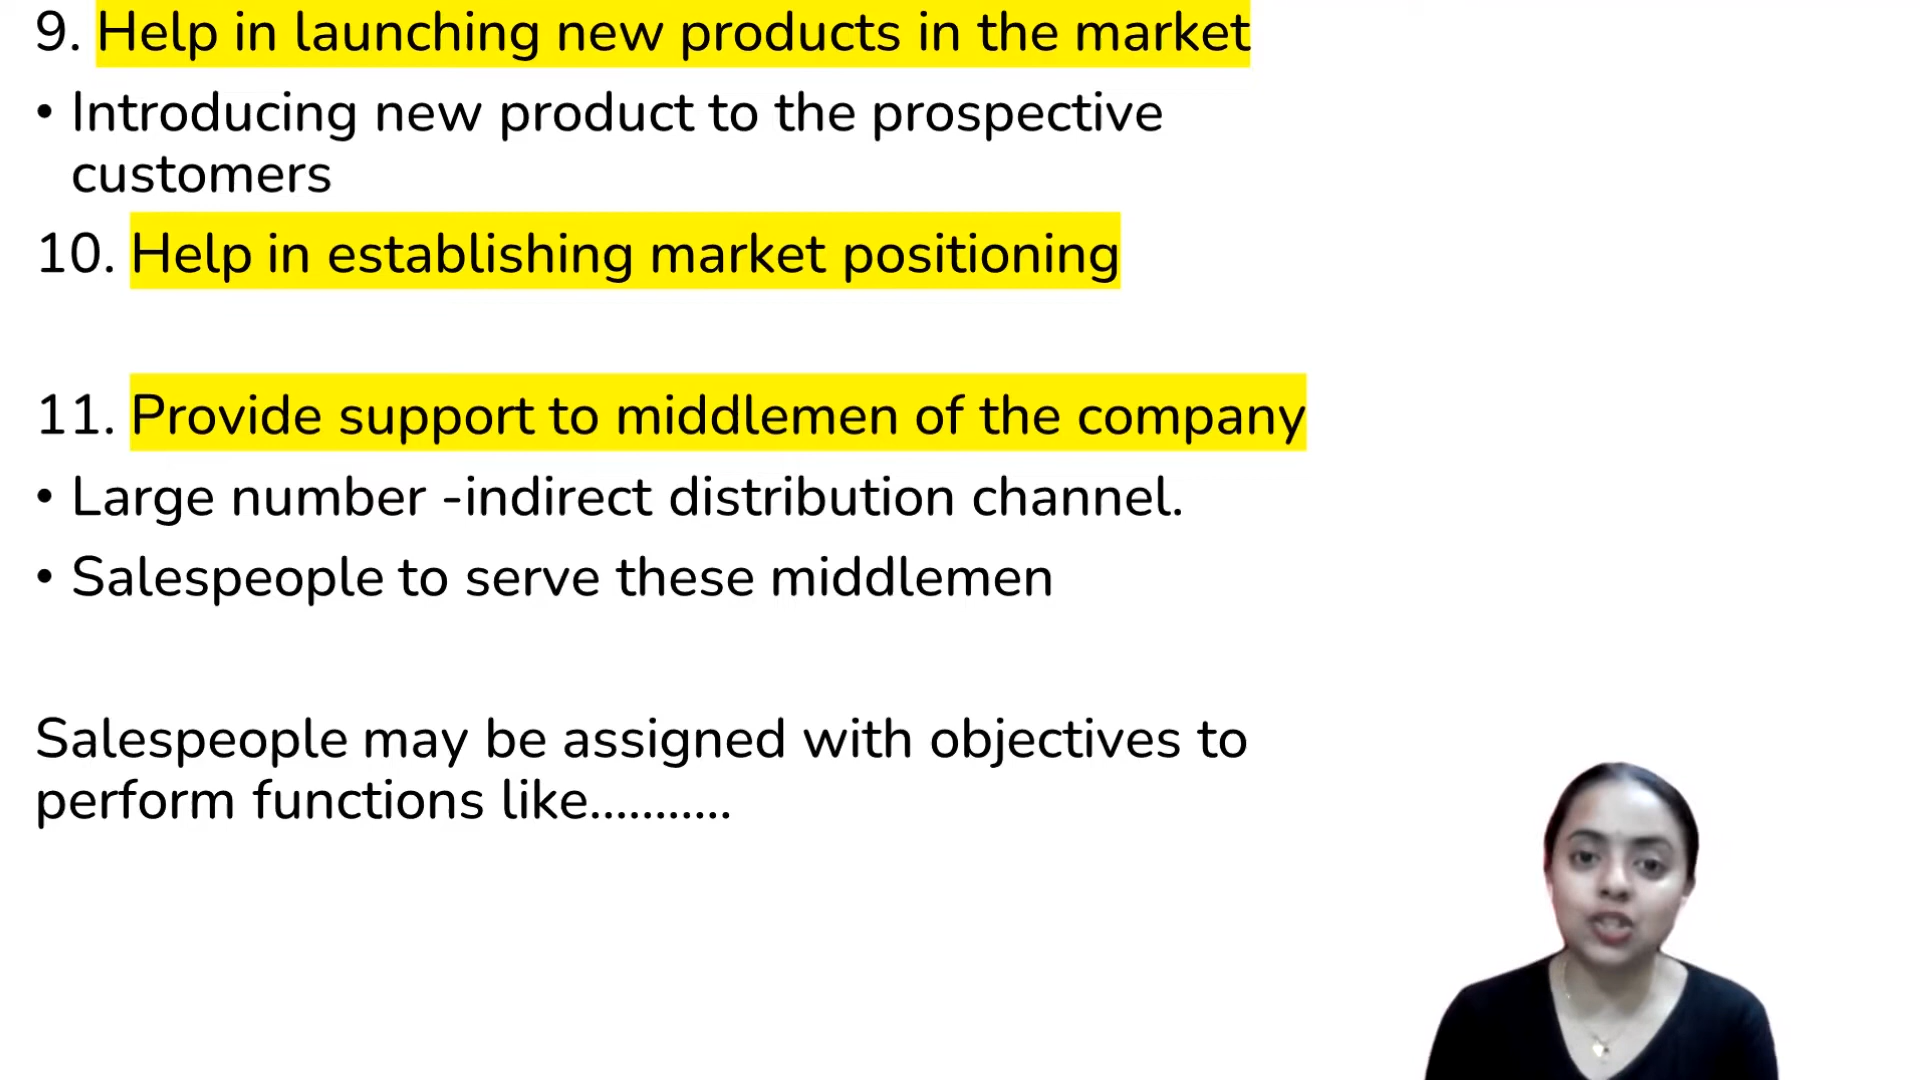 9. Help in launching new products in the market
• Introducing new product to the prospective
customers
10. Help in establishing market positioning
11. Provide support to middlemen of the company
• Large number -indirect distribution channel.
• Salespeople to serve these middlemen
Salespeople may be assigned with objectives to
perform functions like...........